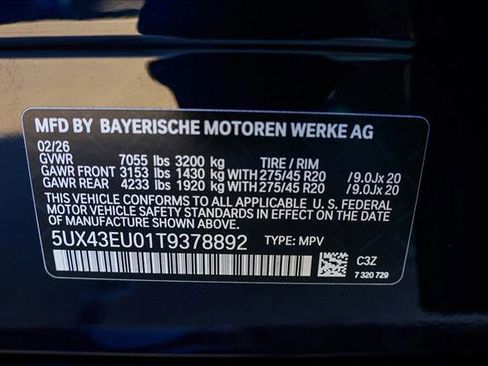 MFD BY BAYERISCHE MOTOREN WERKE AG
02/26
GVWR 7055 lbs 3200 kg TIRE / RIM
GAWR FRONT 3153 lbs 1430 kg WITH 275/45 R20 /9.0Jx 20
GAWR REAR 4233 lbs 1920 kg WITH 275/45 R20 /9.0Jx 20
THIS VEHICLE CONFORMS TO ALL APPLICABLE U. S. FEDERAL
MOTOR VEHICLE SAFETY STANDARDS IN EFFECT ON THE
DATE OF MANUFACTURE SHOWN ABOVE.
5UX43EU01T9378892 TYPE: MPV
C3Z
7 320 729